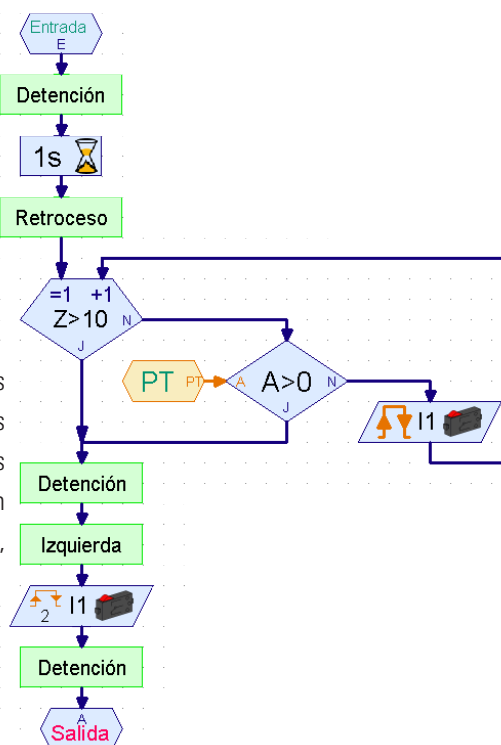 Entrada
E
Detención
1s
Retroceso
=1 +1
Z>10 N
J
PT PT A A>0 N
J
I1
s
s
s
n
,
Detención
Izquierda
2 I1
Detención
A
Salida